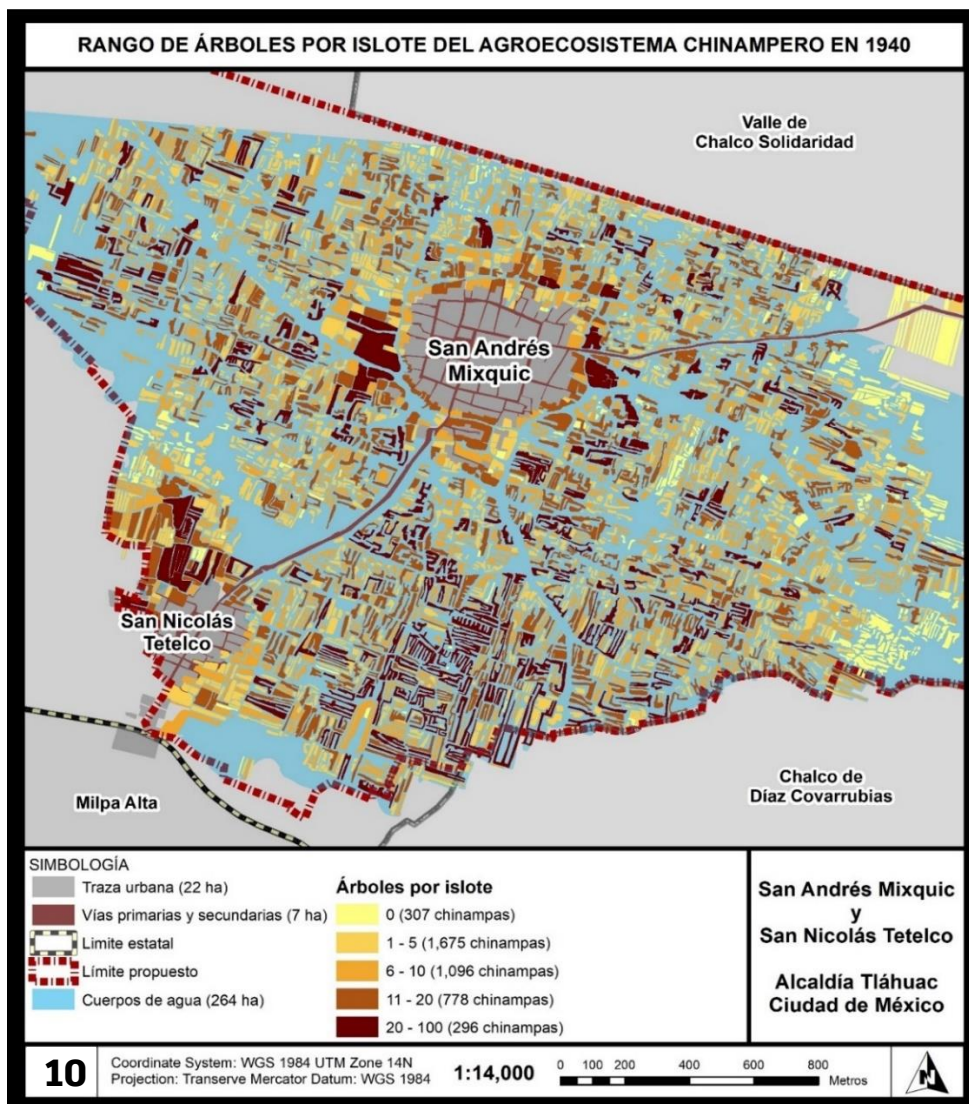 RANGO DE ÁRBOLES POR ISLOTE DEL AGROECOSISTEMA CHINAMPERO EN 1940
Valle de
Chalco Solidaridad
San Andrés
Mixquic
San Nicolás
Tetelco
Milpa Alta
Chalco de
Díaz Covarrubias
SIMBOLOGÍA
Traza urbana (22 ha)
Vías primarias y secundarias (7 ha)
Limite estatal
Límite propuesto
Cuerpos de agua (264 ha)
Árboles por islote
0 (307 chinampas)
1 - 5 (1,675 chinampas)
6 - 10 (1,096 chinampas)
11 - 20 (778 chinampas)
20 - 100 (296 chinampas)
San Andrés Mixquic
y
San Nicolás Tetelco
Alcaldía Tláhuac
Ciudad de México
10
Coordinate System: WGS 1984 UTM Zone 14N
Projection: Transerve Mercator Datum: WGS 1984
1:14,000
0 100 200 400 600 800
Metros
N